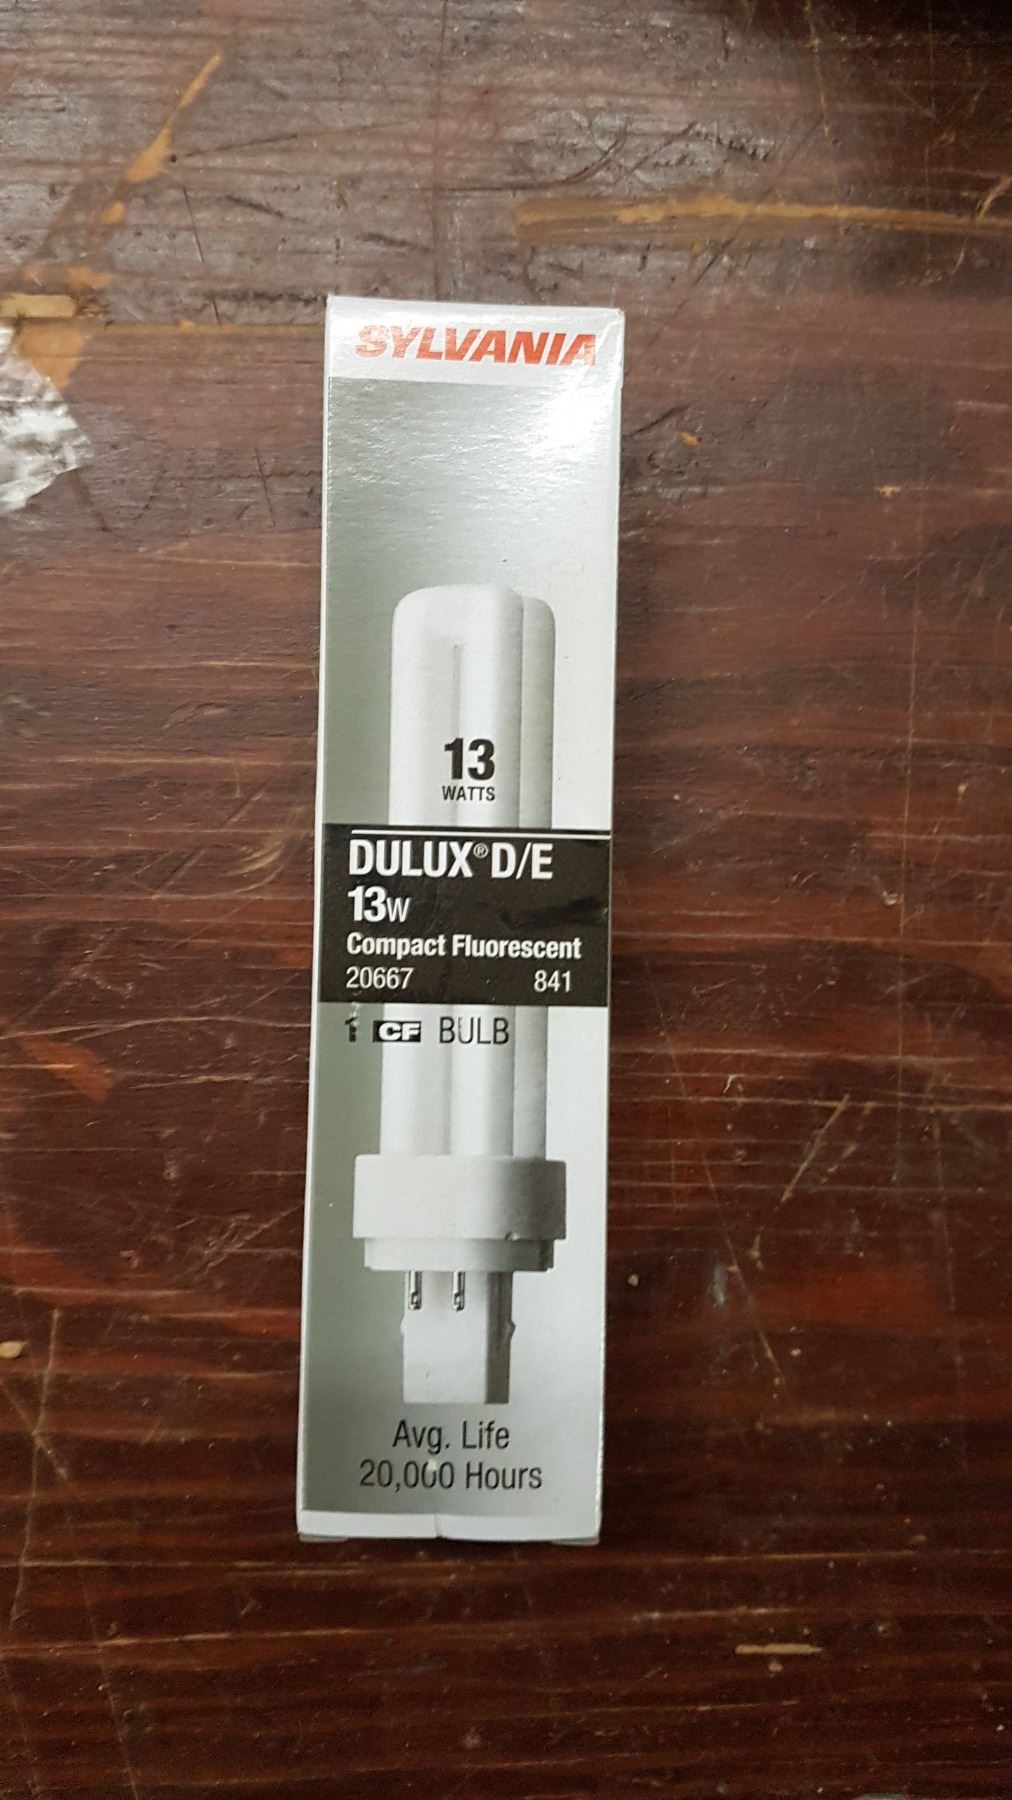 SYLVANIA
13
WATTS
DULUX® D/E
13W
Compact Fluorescent
20667 841
1 CF BULB
Avg. Life
20,000 Hours